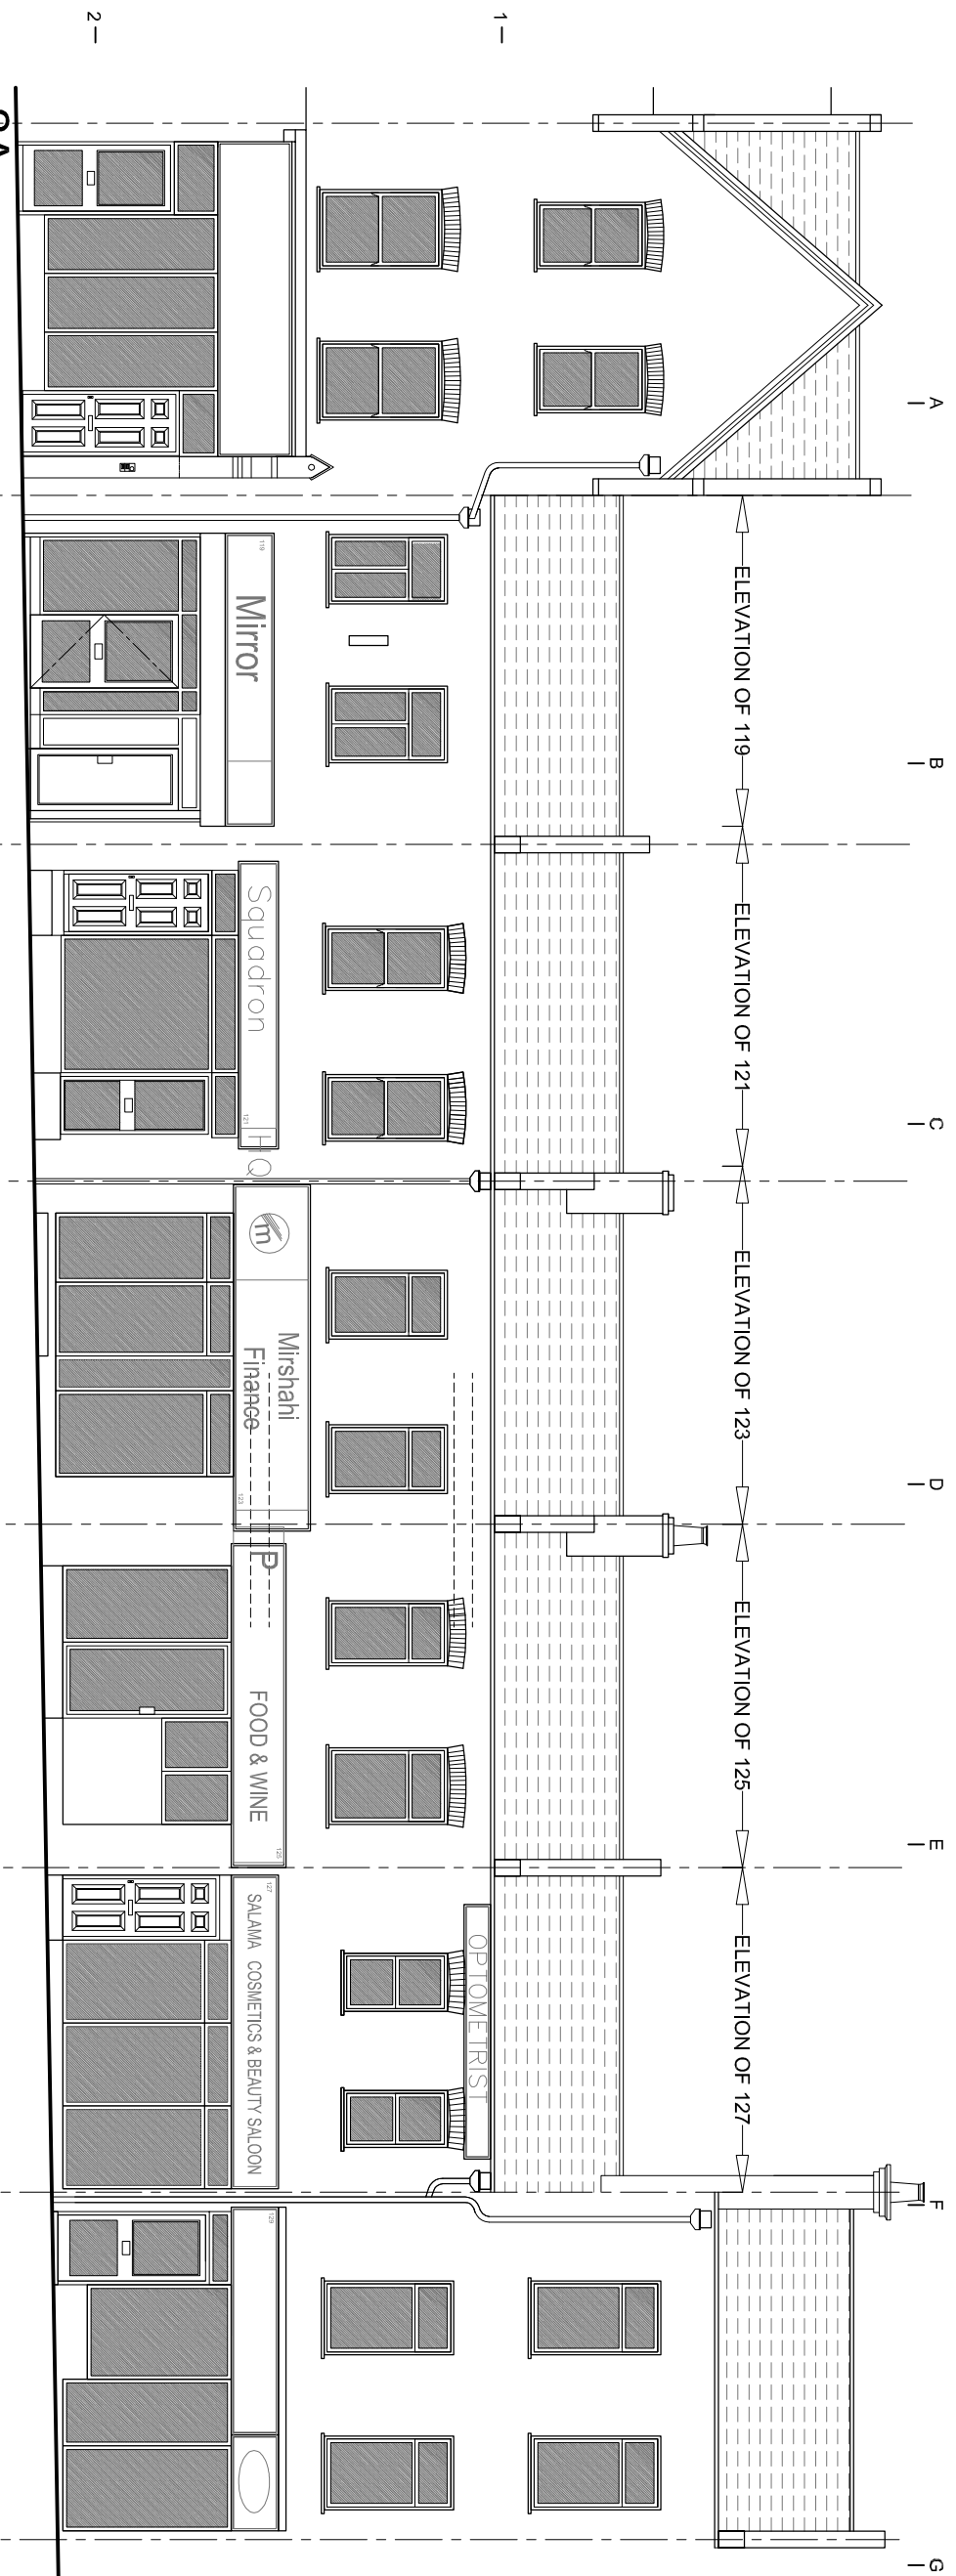 A
B
C
D
E
F
G
1
2
ELEVATION OF 119
ELEVATION OF 121
ELEVATION OF 123
ELEVATION OF 125
ELEVATION OF 127
119
Mirror
Squadron HQ
121
m
Mirshahi
Finance
123
P
FOOD & WINE
127
SALAMA COSMETICS & BEAUTY SALOON
OPTOMETRIST
129